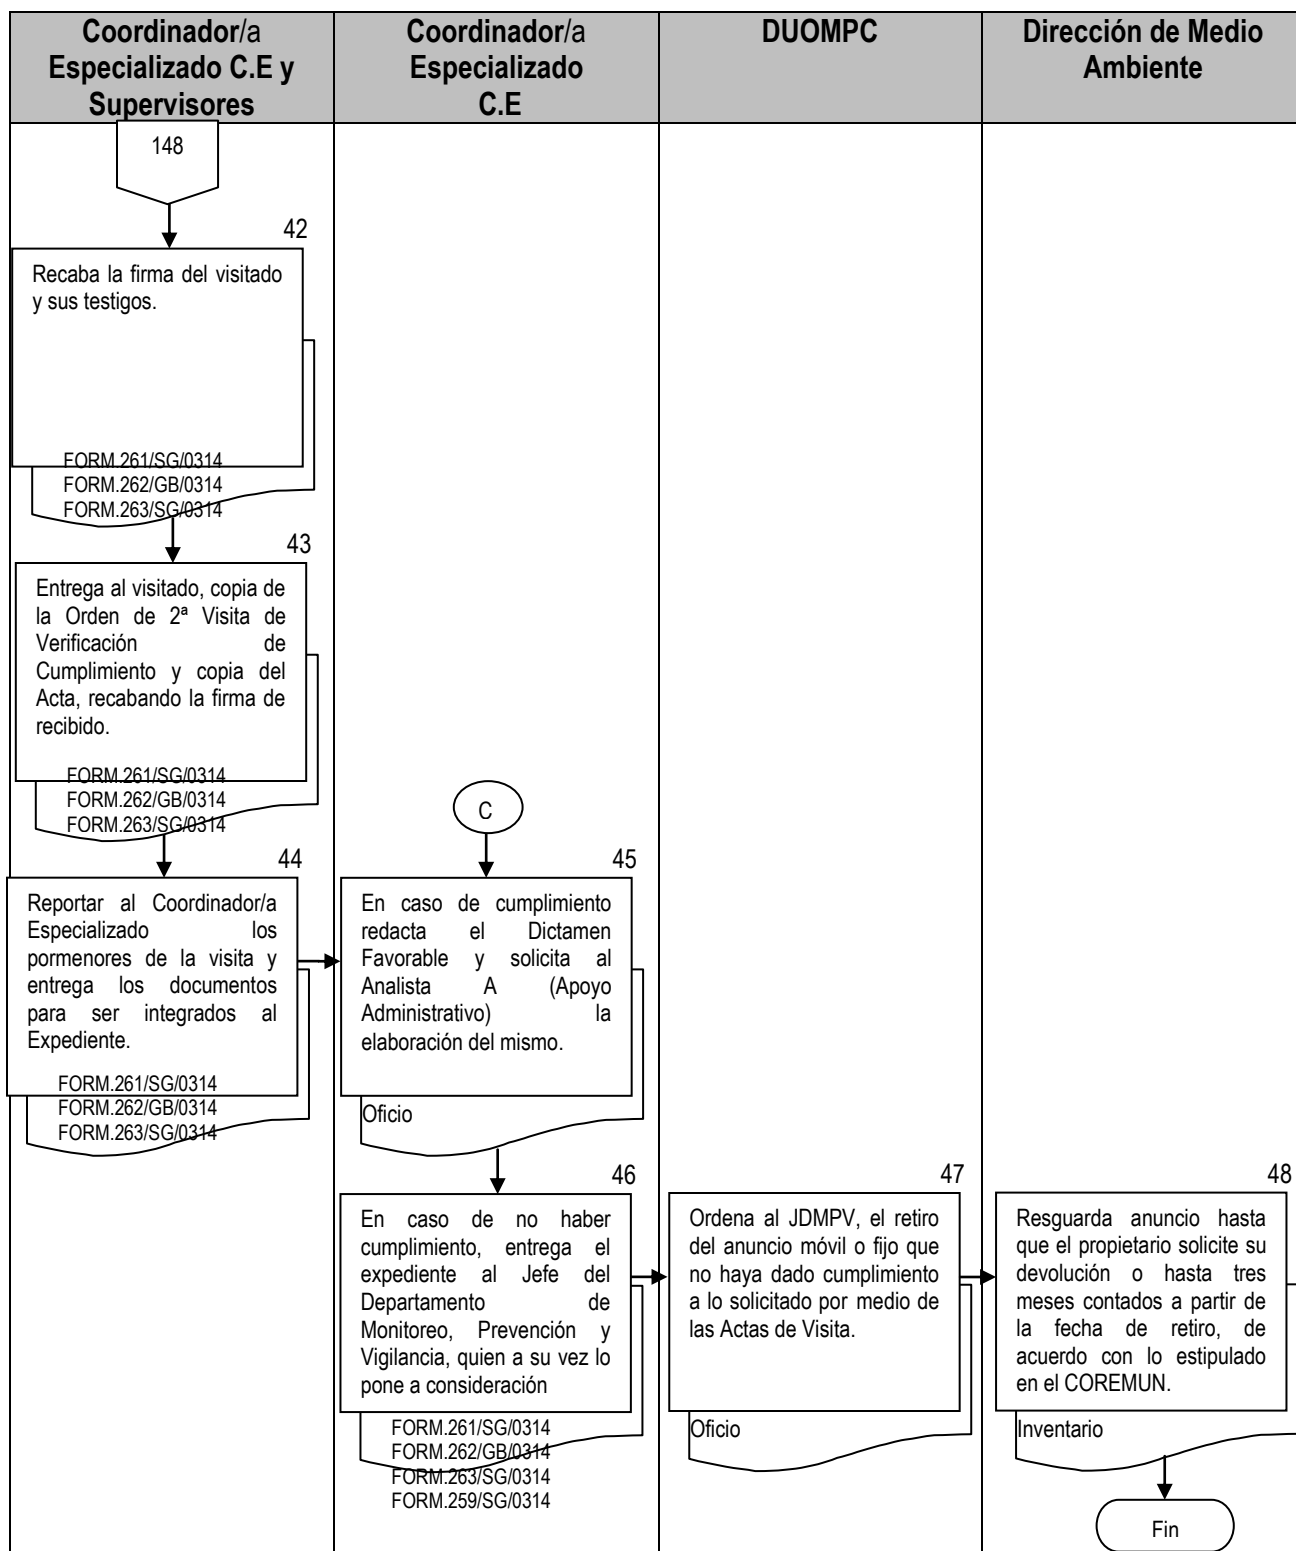 Coordinador/a
Especializado C.E y
Supervisores
Coordinador/a
Especializado
C.E
DUOMPC
Dirección de Medio
Ambiente
148
42
Recaba la firma del visitado
y sus testigos.
FORM.261/SG/0314
FORM.262/GB/0314
FORM.263/SG/0314
43
Entrega al visitado, copia de
la Orden de 2ª Visita de
Verificación de
Cumplimiento y copia del
Acta, recabando la firma de
recibido.
FORM.261/SG/0314
FORM.262/GB/0314
FORM.263/SG/0314
44
Reportar al Coordinador/a
Especializado los
pormenores de la visita y
entrega los documentos
para ser integrados al
Expediente.
FORM.261/SG/0314
FORM.262/GB/0314
FORM.263/SG/0314
C
45
En caso de cumplimiento
redacta el Dictamen
Favorable y solicita al
Analista A (Apoyo
Administrativo) la
elaboración del mismo.
Oficio
46
En caso de no haber
cumplimiento, entrega el
expediente al Jefe del
Departamento de
Monitoreo, Prevención y
Vigilancia, quien a su vez lo
pone a consideración
FORM.261/SG/0314
FORM.262/GB/0314
FORM.263/SG/0314
FORM.259/SG/0314
47
Ordena al JDMPV, el retiro
del anuncio móvil o fijo que
no haya dado cumplimiento
a lo solicitado por medio de
las Actas de Visita.
Oficio
48
Resguarda anuncio hasta
que el propietario solicite su
devolución o hasta tres
meses contados a partir de
la fecha de retiro, de
acuerdo con lo estipulado
en el COREMUN.
Inventario
Fin